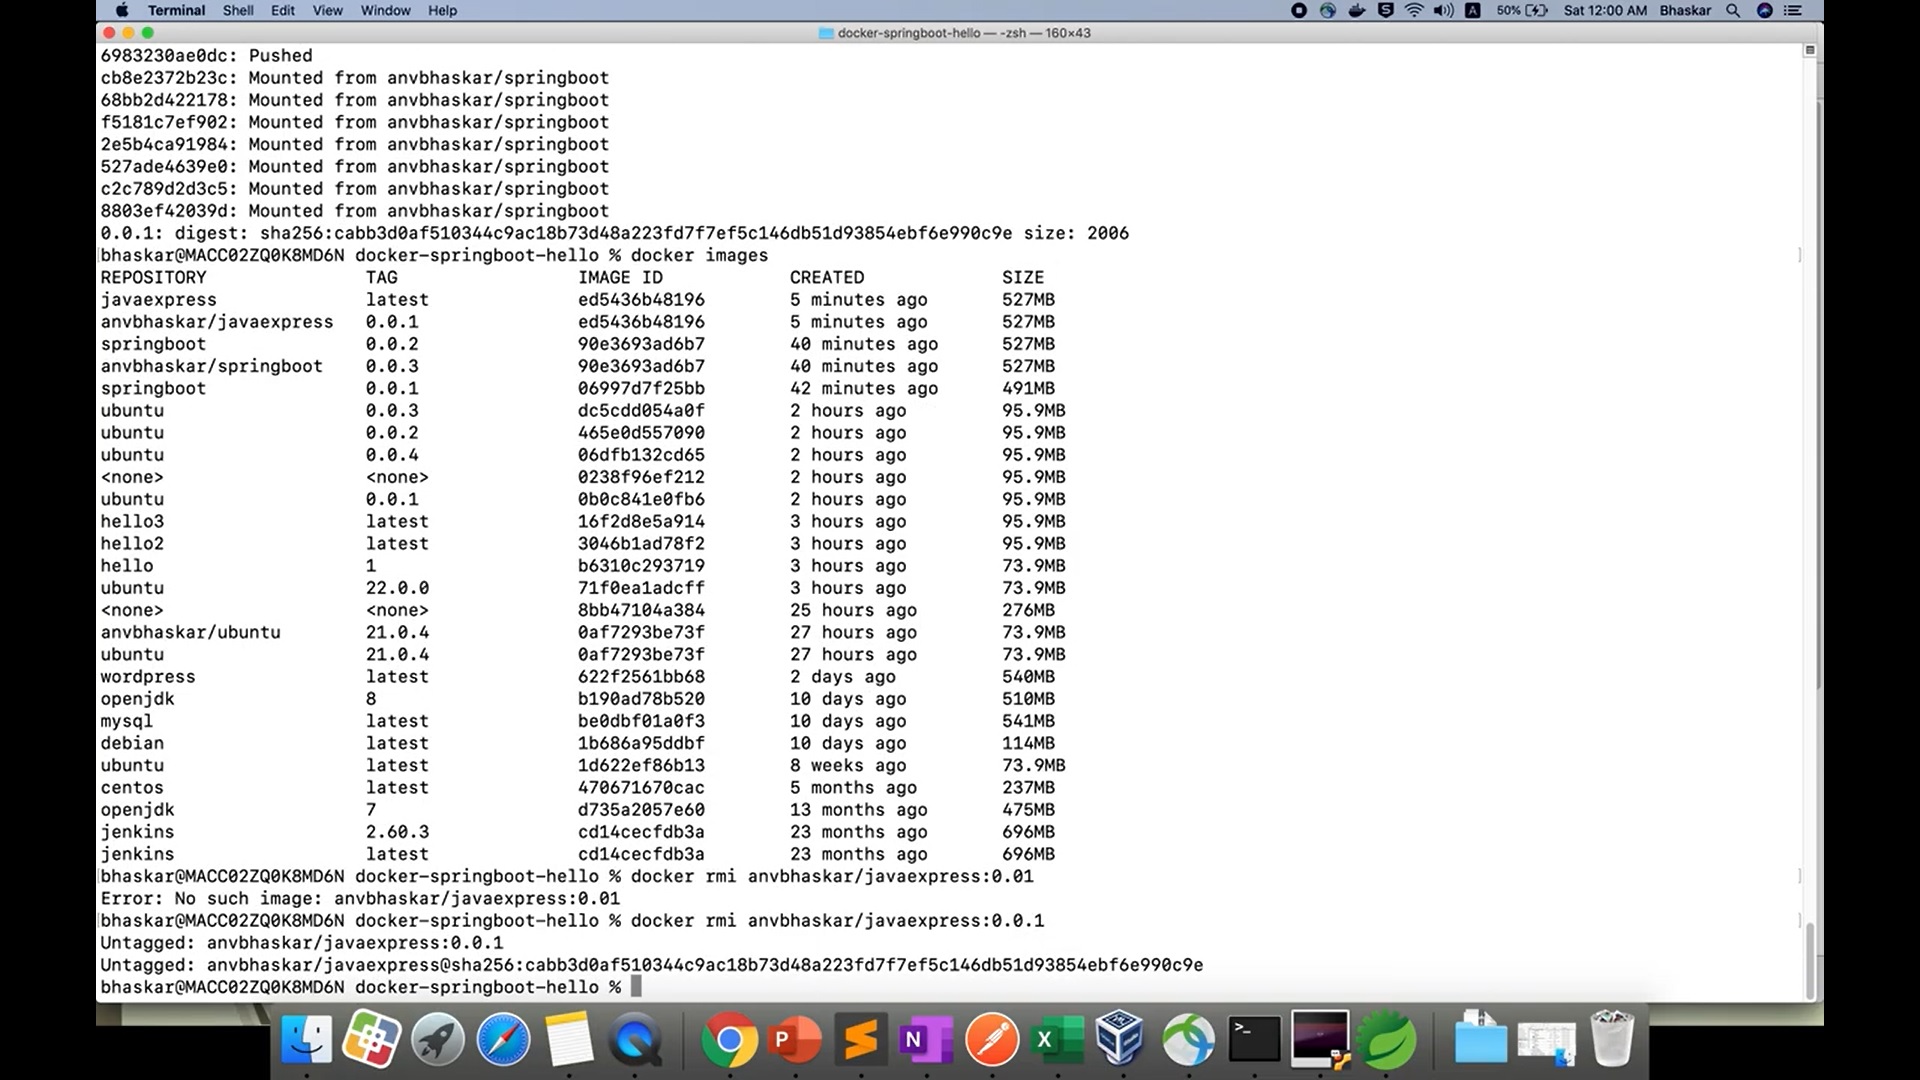 Terminal Shell Edit View Window Help 50% Sat 12:00 AM Bhaskar
docker-springboot-hello — -zsh — 160×43
6983230ae0dc: Pushed
cb8e2372b23c: Mounted from anvbhaskar/springboot
68bb2d422178: Mounted from anvbhaskar/springboot
f5181c7ef902: Mounted from anvbhaskar/springboot
2e5b4ca91984: Mounted from anvbhaskar/springboot
527ade4639e0: Mounted from anvbhaskar/springboot
c2c789d2d3c5: Mounted from anvbhaskar/springboot
8803ef42039d: Mounted from anvbhaskar/springboot
0.0.1: digest: sha256:cabb3d0af510344c9ac18b73d48a223fd7f7ef5c146db51d93854ebf6e990c9e size: 2006
bhaskar@MACC02ZQ0K8MD6N docker-springboot-hello % docker images
REPOSITORY TAG IMAGE ID CREATED SIZE
javaexpress latest ed5436b48196 5 minutes ago 527MB
anvbhaskar/javaexpress 0.0.1 ed5436b48196 5 minutes ago 527MB
springboot 0.0.2 90e3693ad6b7 40 minutes ago 527MB
anvbhaskar/springboot 0.0.3 90e3693ad6b7 40 minutes ago 527MB
springboot 0.0.1 06997d7f25bb 42 minutes ago 491MB
ubuntu 0.0.3 dc5cdd054a0f 2 hours ago 95.9MB
ubuntu 0.0.2 465e0d557090 2 hours ago 95.9MB
ubuntu 0.0.4 06dfb132cd65 2 hours ago 95.9MB
<none> <none> 0238f96ef212 2 hours ago 95.9MB
ubuntu 0.0.1 0b0c841e0fb6 2 hours ago 95.9MB
hello3 latest 16f2d8e5a914 3 hours ago 95.9MB
hello2 latest 3046b1ad78f2 3 hours ago 95.9MB
hello 1 b6310c293719 3 hours ago 73.9MB
ubuntu 22.0.0 71f0ea1adcff 3 hours ago 73.9MB
<none> <none> 8bb47104a384 25 hours ago 276MB
anvbhaskar/ubuntu 21.0.4 0af7293be73f 27 hours ago 73.9MB
ubuntu 21.0.4 0af7293be73f 27 hours ago 73.9MB
wordpress latest 622f2561bb68 2 days ago 540MB
openjdk 8 b190ad78b520 10 days ago 510MB
mysql latest be0dbf01a0f3 10 days ago 541MB
debian latest 1b686a95ddbf 10 days ago 114MB
ubuntu latest 1d622ef86b13 8 weeks ago 73.9MB
centos latest 470671670cac 5 months ago 237MB
openjdk 7 d735a2057e60 13 months ago 475MB
jenkins 2.60.3 cd14cecfdb3a 23 months ago 696MB
jenkins latest cd14cecfdb3a 23 months ago 696MB
bhaskar@MACC02ZQ0K8MD6N docker-springboot-hello % docker rmi anvbhaskar/javaexpress:0.01
Error: No such image: anvbhaskar/javaexpress:0.01
bhaskar@MACC02ZQ0K8MD6N docker-springboot-hello % docker rmi anvbhaskar/javaexpress:0.0.1
Untagged: anvbhaskar/javaexpress:0.0.1
Untagged: anvbhaskar/javaexpress@sha256:cabb3d0af510344c9ac18b73d48a223fd7f7ef5c146db51d93854ebf6e990c9e
bhaskar@MACC02ZQ0K8MD6N docker-springboot-hello %